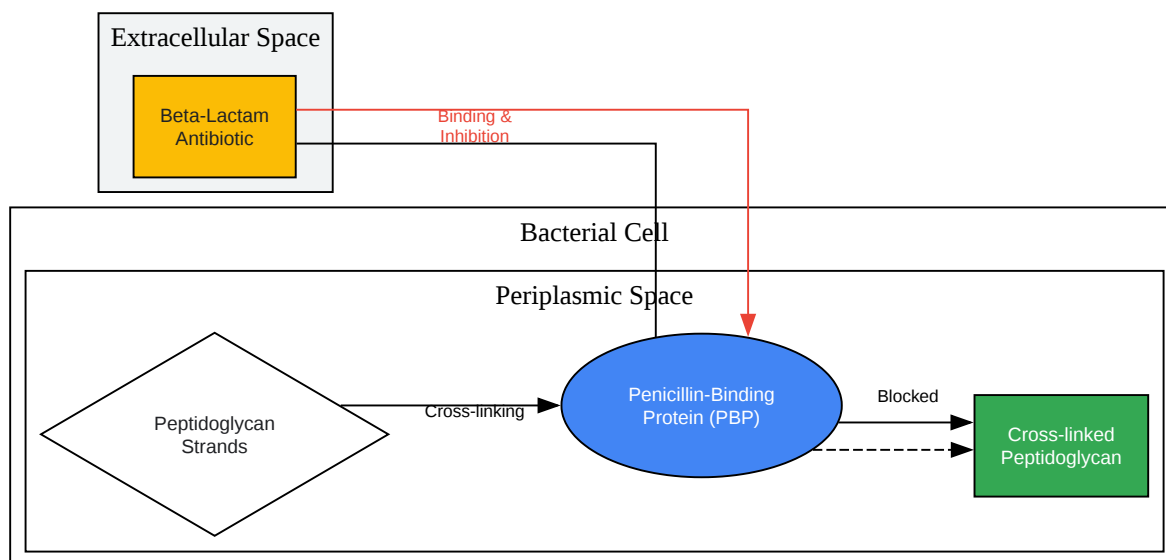 Extracellular Space
Beta-Lactam
Antibiotic
Binding &
Inhibition
Bacterial Cell
Periplasmic Space
Peptidoglycan
Strands
Cross-linking
Penicillin-Binding
Protein (PBP)
Blocked
Cross-linked
Peptidoglycan